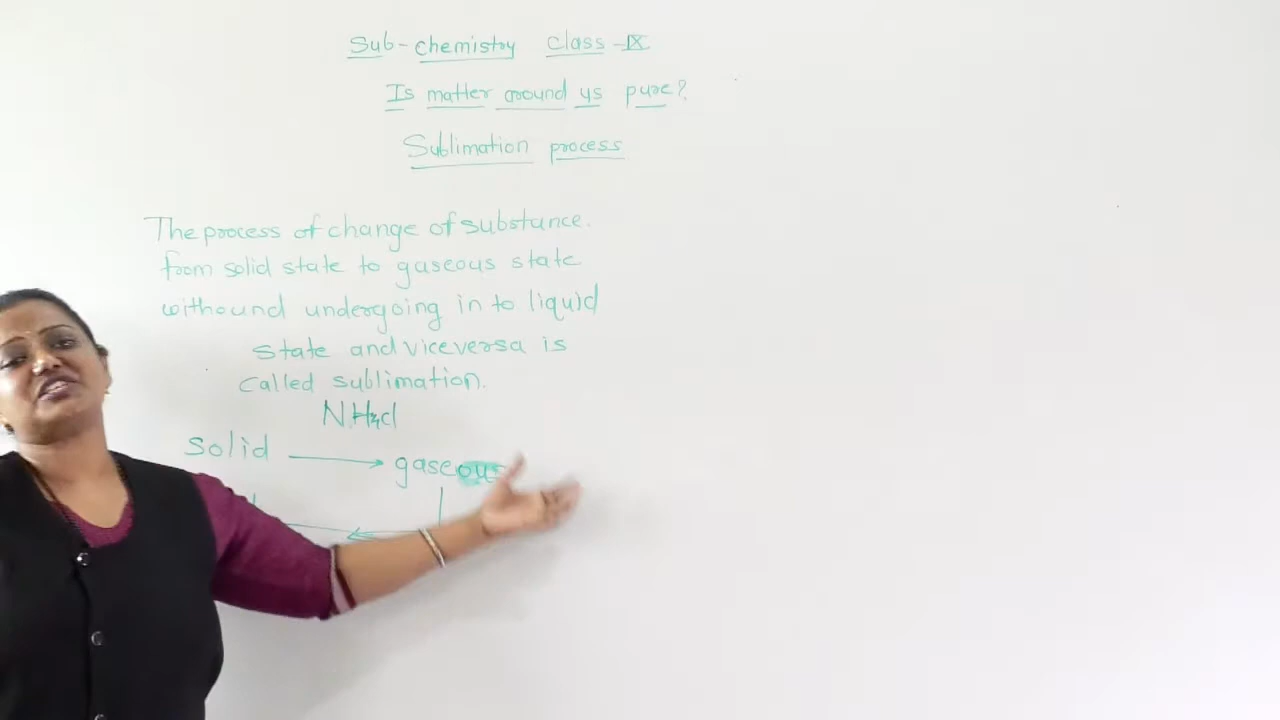 Sub-chemistry class-IX
Is matter around us pure?
Sublimation process
The process of change of substance.
from solid state to gaseous state
withound undergoing in to liquid
state and viceversa is
called sublimation.
NH4cl
solid → gaseous